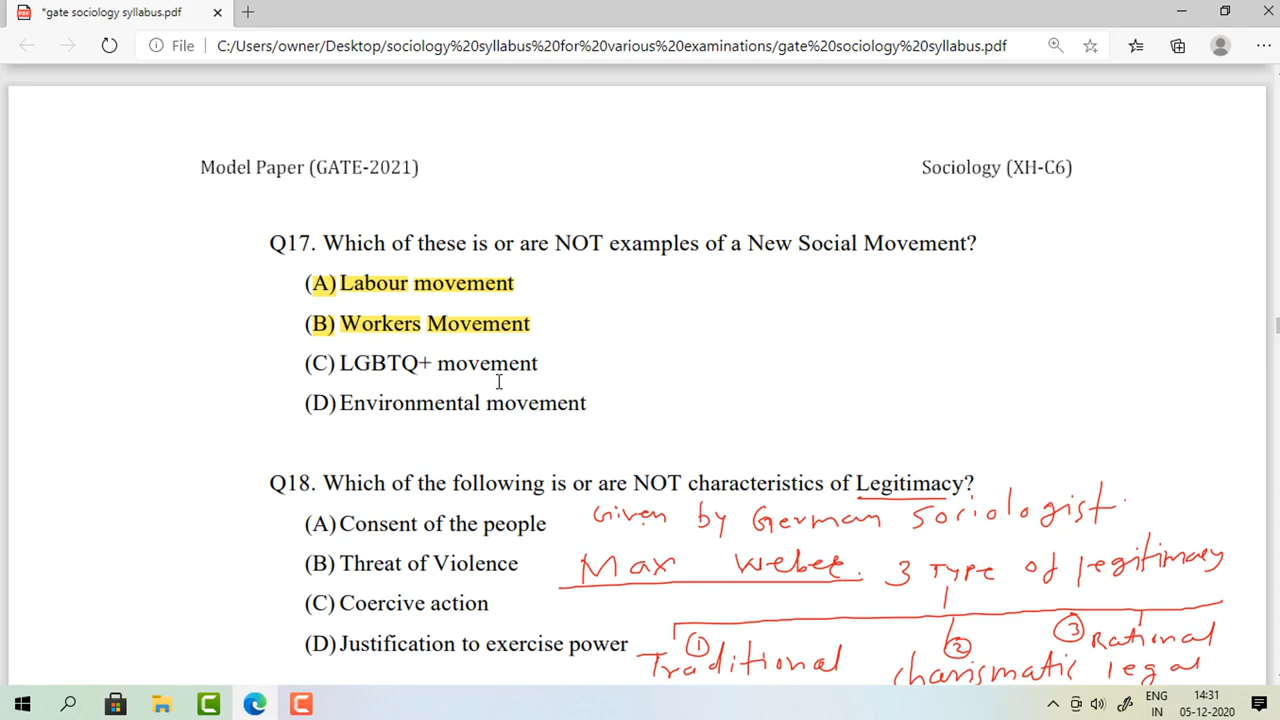 *gate sociology syllabus.pdf
File C:/Users/owner/Desktop/sociology%20syllabus%20for%20various%20examinations/gate%20sociology%20syllabus.pdf
Model Paper (GATE-2021) Sociology (XH-C6)
Q17. Which of these is or are NOT examples of a New Social Movement?
(A) Labour movement
(B) Workers Movement
(C) LGBTQ+ movement
(D) Environmental movement
Q18. Which of the following is or are NOT characteristics of Legitimacy?
(A) Consent of the people Given by German Sociologist
(B) Threat of Violence Max Weber. 3 Type of legitimacy
(C) Coercive action
(D) Justification to exercise power ① Traditional ② charismatic ③ Rational legal
ENG 14:31
IN 05-12-2020